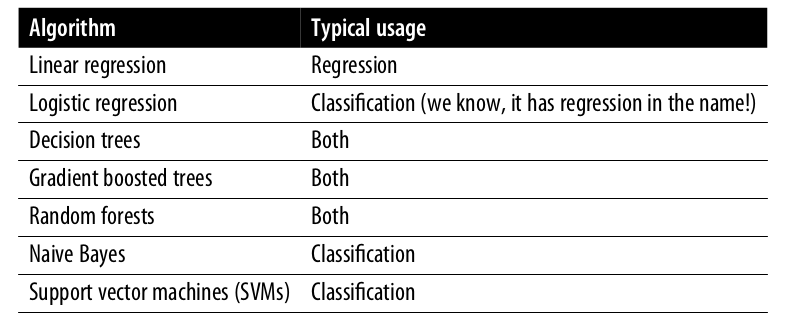 Algorithm Typical usage
Linear regression Regression
Logistic regression Classification (we know, it has regression in the name!)
Decision trees Both
Gradient boosted trees Both
Random forests Both
Naive Bayes Classification
Support vector machines (SVMs) Classification